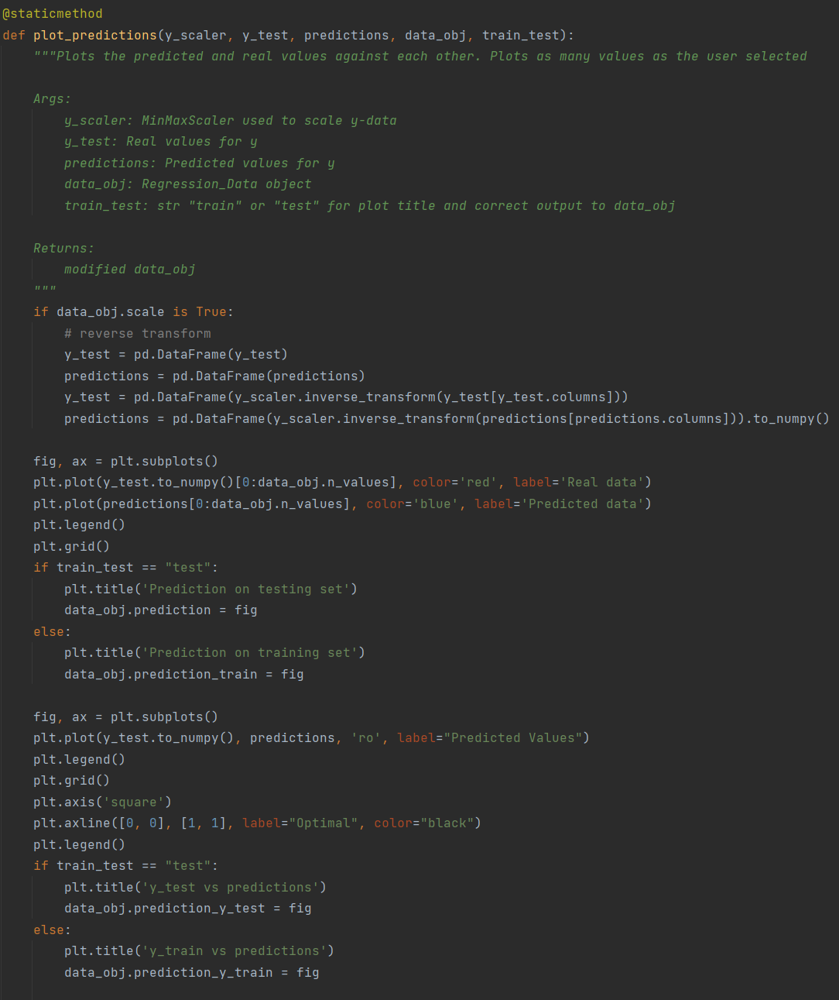 @staticmethod
def plot_predictions(y_scaler, y_test, predictions, data_obj, train_test):
    """Plots the predicted and real values against each other. Plots as many values as the user selected

    Args:
        y_scaler: MinMaxScaler used to scale y-data
        y_test: Real values for y
        predictions: Predicted values for y
        data_obj: Regression_Data object
        train_test: str "train" or "test" for plot title and correct output to data_obj

    Returns:
        modified data_obj
    """
    if data_obj.scale is True:
        # reverse transform
        y_test = pd.DataFrame(y_test)
        predictions = pd.DataFrame(predictions)
        y_test = pd.DataFrame(y_scaler.inverse_transform(y_test[y_test.columns]))
        predictions = pd.DataFrame(y_scaler.inverse_transform(predictions[predictions.columns])).to_numpy()

    fig, ax = plt.subplots()
    plt.plot(y_test.to_numpy()[0:data_obj.n_values], color='red', label='Real data')
    plt.plot(predictions[0:data_obj.n_values], color='blue', label='Predicted data')
    plt.legend()
    plt.grid()
    if train_test == "test":
        plt.title('Prediction on testing set')
        data_obj.prediction = fig
    else:
        plt.title('Prediction on training set')
        data_obj.prediction_train = fig

    fig, ax = plt.subplots()
    plt.plot(y_test.to_numpy(), predictions, 'ro', label="Predicted Values")
    plt.legend()
    plt.grid()
    plt.axis('square')
    plt.axline([0, 0], [1, 1], label="Optimal", color="black")
    plt.legend()
    if train_test == "test":
        plt.title('y_test vs predictions')
        data_obj.prediction_y_test = fig
    else:
        plt.title('y_train vs predictions')
        data_obj.prediction_y_train = fig